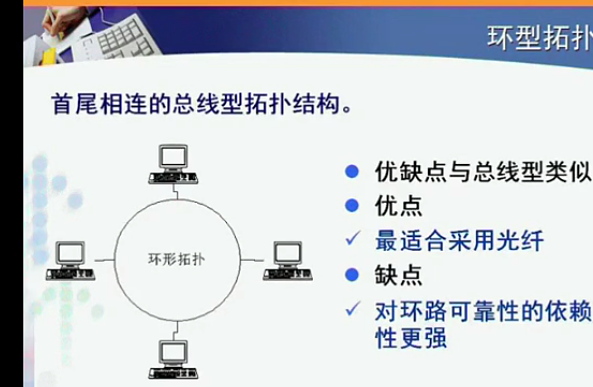 环型拓扑
首尾相连的总线型拓扑结构。
优缺点与总线型类似
优点
最适合采用光纤
环形拓扑
缺点
对环路可靠性的依赖
性更强